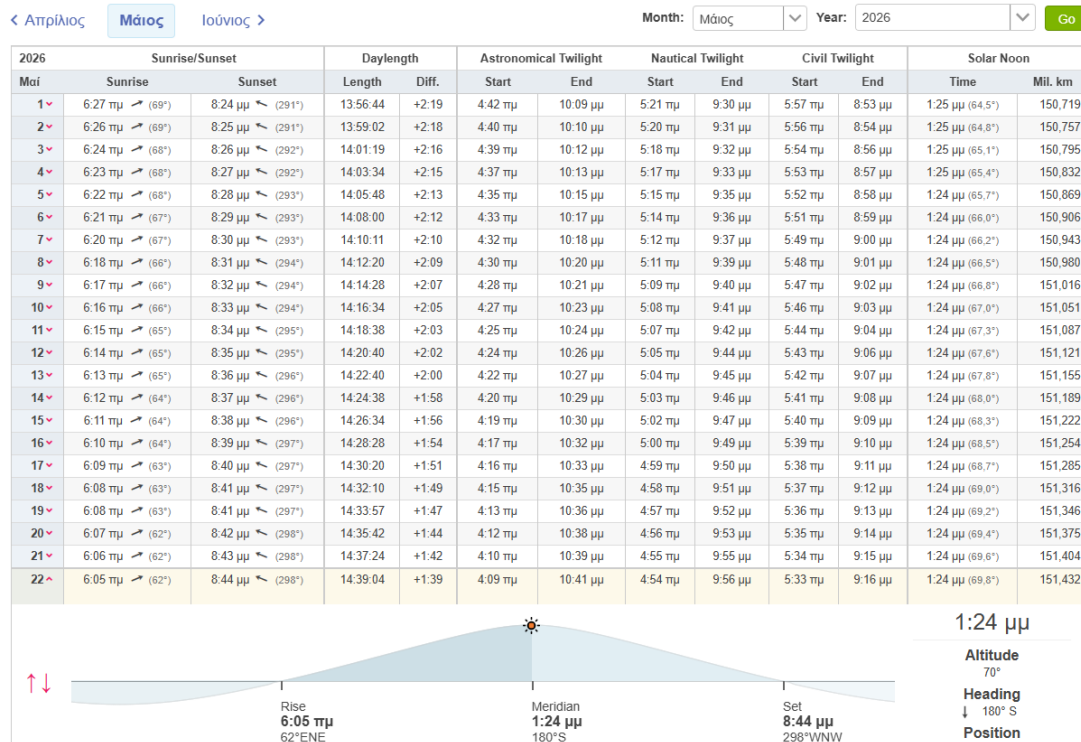 Απρίλιος Μάιος Ιούνιος Month: Μάιος Year: 2026 Go
2026 Sunrise/Sunset Daylength Astronomical Twilight Nautical Twilight Civil Twilight Solar Noon
Μαΐ Sunrise Sunset Length Diff. Start End Start End Start End Time Mil. km
1 6:27 πμ (69°) 8:24 μμ (291°) 13:56:44 +2:19 4:42 πμ 10:09 μμ 5:21 πμ 9:30 μμ 5:57 πμ 8:53 μμ 1:25 μμ (64,5°) 150,719
2 6:26 πμ (69°) 8:25 μμ (291°) 13:59:02 +2:18 4:40 πμ 10:10 μμ 5:20 πμ 9:31 μμ 5:56 πμ 8:54 μμ 1:25 μμ (64,8°) 150,757
3 6:24 πμ (68°) 8:26 μμ (292°) 14:01:19 +2:16 4:39 πμ 10:12 μμ 5:18 πμ 9:32 μμ 5:54 πμ 8:56 μμ 1:25 μμ (65,1°) 150,795
4 6:23 πμ (68°) 8:27 μμ (292°) 14:03:34 +2:15 4:37 πμ 10:13 μμ 5:17 πμ 9:33 μμ 5:53 πμ 8:57 μμ 1:25 μμ (65,4°) 150,832
5 6:22 πμ (68°) 8:28 μμ (293°) 14:05:48 +2:13 4:35 πμ 10:15 μμ 5:15 πμ 9:35 μμ 5:52 πμ 8:58 μμ 1:24 μμ (65,7°) 150,869
6 6:21 πμ (67°) 8:29 μμ (293°) 14:08:00 +2:12 4:33 πμ 10:17 μμ 5:14 πμ 9:36 μμ 5:51 πμ 8:59 μμ 1:24 μμ (66,0°) 150,906
7 6:20 πμ (67°) 8:30 μμ (293°) 14:10:11 +2:10 4:32 πμ 10:18 μμ 5:12 πμ 9:37 μμ 5:49 πμ 9:00 μμ 1:24 μμ (66,2°) 150,943
8 6:18 πμ (66°) 8:31 μμ (294°) 14:12:20 +2:09 4:30 πμ 10:20 μμ 5:11 πμ 9:39 μμ 5:48 πμ 9:01 μμ 1:24 μμ (66,5°) 150,980
9 6:17 πμ (66°) 8:32 μμ (294°) 14:14:28 +2:07 4:28 πμ 10:21 μμ 5:09 πμ 9:40 μμ 5:47 πμ 9:02 μμ 1:24 μμ (66,8°) 151,016
10 6:16 πμ (66°) 8:33 μμ (294°) 14:16:34 +2:05 4:27 πμ 10:23 μμ 5:08 πμ 9:41 μμ 5:46 πμ 9:03 μμ 1:24 μμ (67,0°) 151,051
11 6:15 πμ (65°) 8:34 μμ (295°) 14:18:38 +2:03 4:25 πμ 10:24 μμ 5:07 πμ 9:42 μμ 5:44 πμ 9:04 μμ 1:24 μμ (67,3°) 151,087
12 6:14 πμ (65°) 8:35 μμ (295°) 14:20:40 +2:02 4:24 πμ 10:26 μμ 5:05 πμ 9:44 μμ 5:43 πμ 9:06 μμ 1:24 μμ (67,6°) 151,121
13 6:13 πμ (65°) 8:36 μμ (296°) 14:22:40 +2:00 4:22 πμ 10:27 μμ 5:04 πμ 9:45 μμ 5:42 πμ 9:07 μμ 1:24 μμ (67,8°) 151,155
14 6:12 πμ (64°) 8:37 μμ (296°) 14:24:38 +1:58 4:20 πμ 10:29 μμ 5:03 πμ 9:46 μμ 5:41 πμ 9:08 μμ 1:24 μμ (68,0°) 151,189
15 6:11 πμ (64°) 8:38 μμ (296°) 14:26:34 +1:56 4:19 πμ 10:30 μμ 5:02 πμ 9:47 μμ 5:40 πμ 9:09 μμ 1:24 μμ (68,3°) 151,222
16 6:10 πμ (64°) 8:39 μμ (297°) 14:28:28 +1:54 4:17 πμ 10:32 μμ 5:00 πμ 9:49 μμ 5:39 πμ 9:10 μμ 1:24 μμ (68,5°) 151,254
17 6:09 πμ (63°) 8:40 μμ (297°) 14:30:20 +1:51 4:16 πμ 10:33 μμ 4:59 πμ 9:50 μμ 5:38 πμ 9:11 μμ 1:24 μμ (68,7°) 151,285
18 6:08 πμ (63°) 8:41 μμ (297°) 14:32:10 +1:49 4:15 πμ 10:35 μμ 4:58 πμ 9:51 μμ 5:37 πμ 9:12 μμ 1:24 μμ (69,0°) 151,316
19 6:08 πμ (63°) 8:41 μμ (297°) 14:33:57 +1:47 4:13 πμ 10:36 μμ 4:57 πμ 9:52 μμ 5:36 πμ 9:13 μμ 1:24 μμ (69,2°) 151,346
20 6:07 πμ (62°) 8:42 μμ (298°) 14:35:42 +1:44 4:12 πμ 10:38 μμ 4:56 πμ 9:53 μμ 5:35 πμ 9:14 μμ 1:24 μμ (69,4°) 151,375
21 6:06 πμ (62°) 8:43 μμ (298°) 14:37:24 +1:42 4:10 πμ 10:39 μμ 4:55 πμ 9:55 μμ 5:34 πμ 9:15 μμ 1:24 μμ (69,6°) 151,404
22 6:05 πμ (62°) 8:44 μμ (298°) 14:39:04 +1:39 4:09 πμ 10:41 μμ 4:54 πμ 9:56 μμ 5:33 πμ 9:16 μμ 1:24 μμ (69,8°) 151,432
1:24 μμ
Altitude
70°
Heading
↓ 180° S
Position
Rise Meridian Set
6:05 πμ 1:24 μμ 8:44 μμ
62°ENE 180°S 298°WNW